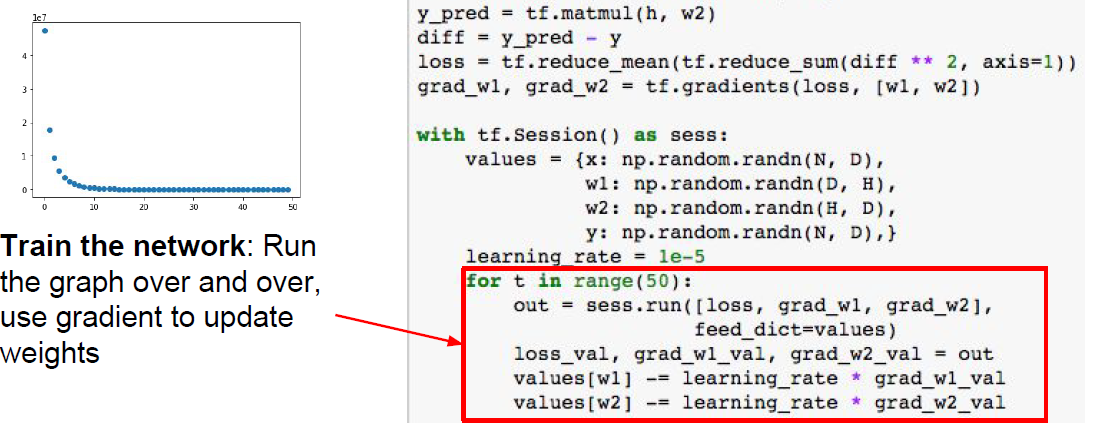 1e7
4
3
2
1
0
0 10 20 30 40 50
Train the network: Run
the graph over and over,
use gradient to update
weights
y_pred = tf.matmul(h, w2)
diff = y_pred - y
loss = tf.reduce_mean(tf.reduce_sum(diff ** 2, axis=1))
grad_w1, grad_w2 = tf.gradients(loss, [w1, w2])
with tf.Session() as sess:
values = {x: np.random.randn(N, D),
w1: np.random.randn(D, H),
w2: np.random.randn(H, D),
y: np.random.randn(N, D),}
learning_rate = 1e-5
for t in range(50):
out = sess.run([loss, grad_w1, grad_w2],
feed_dict=values)
loss_val, grad_w1_val, grad_w2_val = out
values[w1] -= learning_rate * grad_w1_val
values[w2] -= learning_rate * grad_w2_val